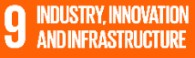 9 INDUSTRY, INNOVATION
AND INFRASTRUCTURE